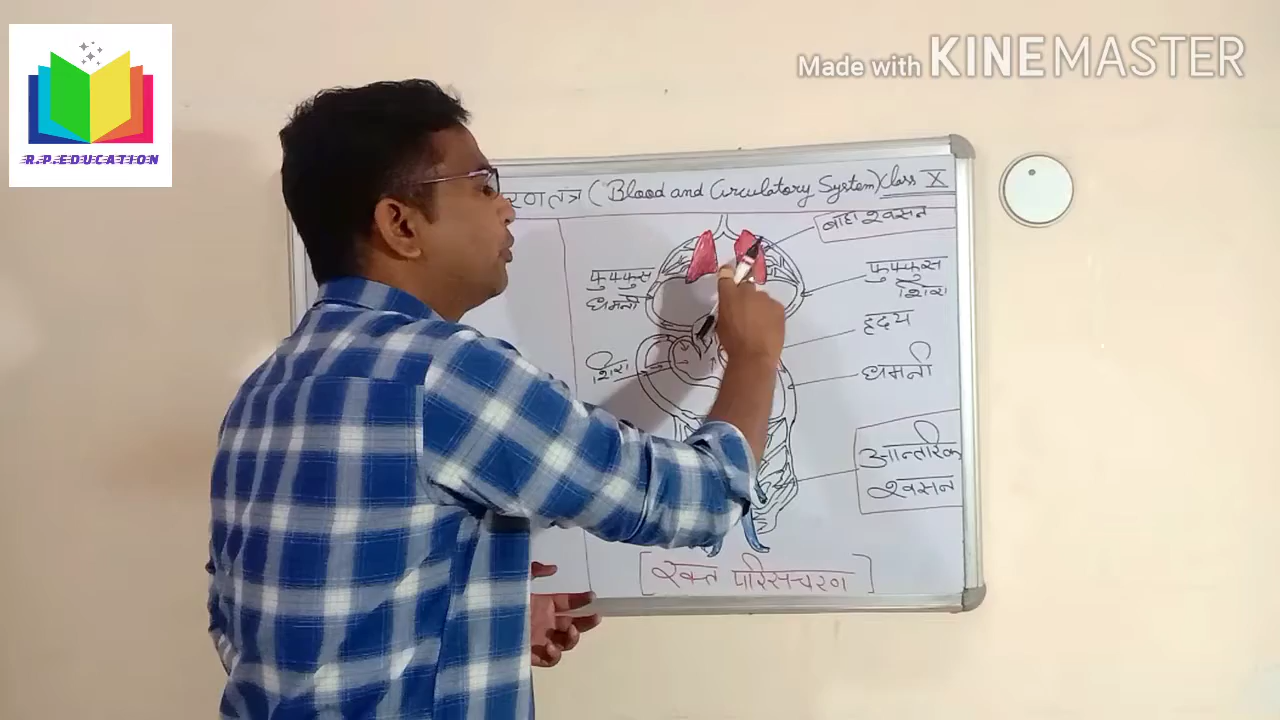 Made with KINEMASTER
R.P.EDUCATION
तंत्र (Blood and Circulatory System) Class X
बाह्य श्वसन
फुफ्फुस
धमनी
फुफ्फुस
शिरा
हृदय
शिरा
धमनी
आन्तरिक
श्वसन
[रक्त परिसंचरण]